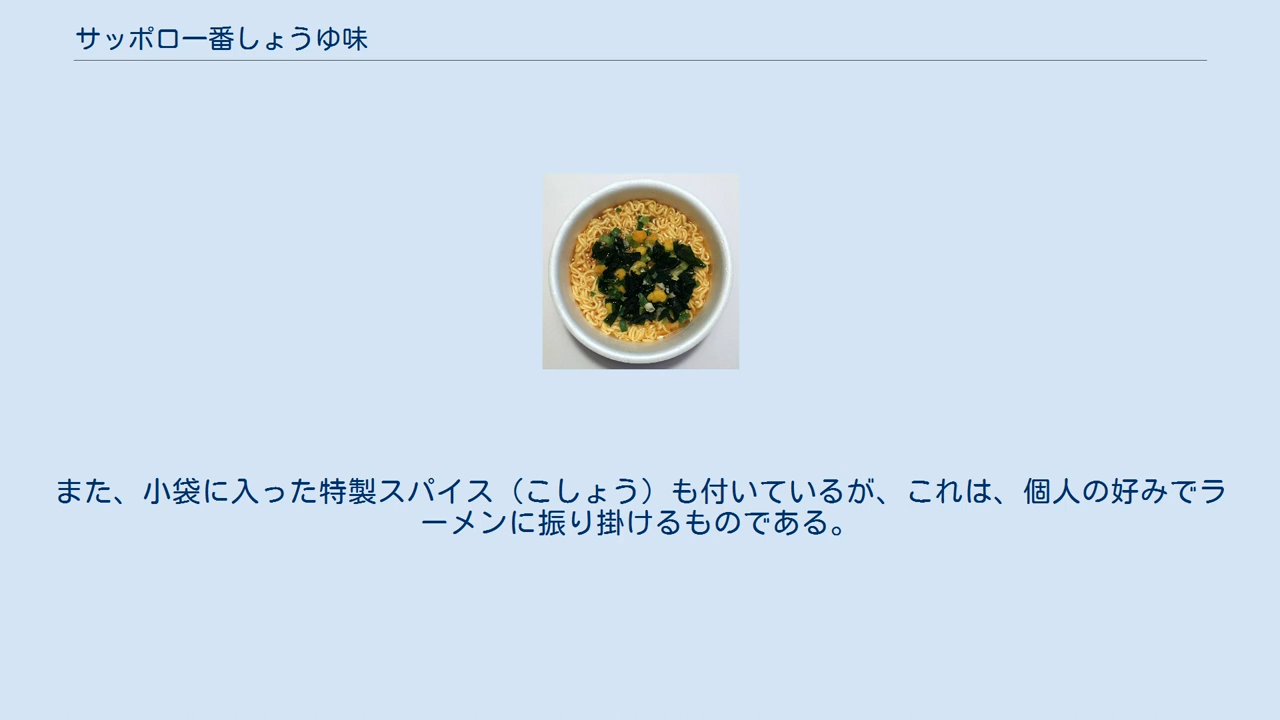 サッポロ一番しょうゆ味
また、小袋に入った特製スパイス（こしょう）も付いているが、これは、個人の好みでラ
ーメンに振り掛けるものである。